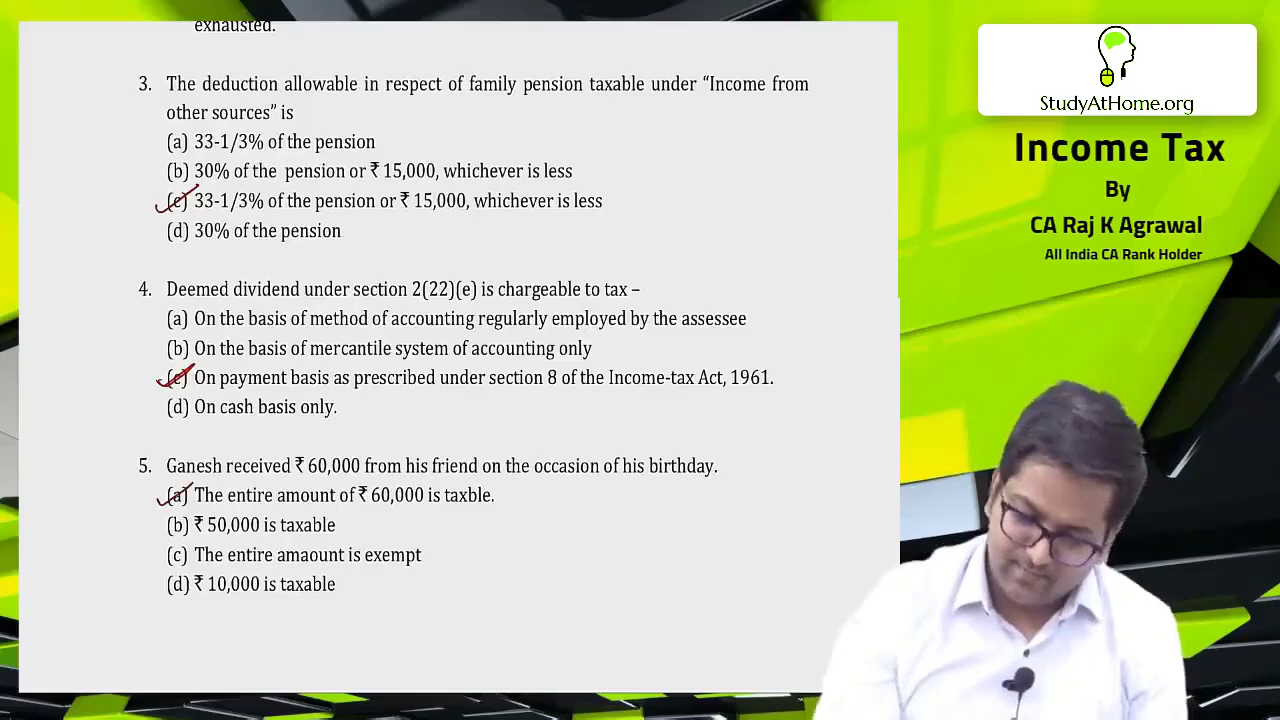 exhausted.
3. The deduction allowable in respect of family pension taxable under “Income from
other sources” is
(a) 33-1/3% of the pension
(b) 30% of the pension or ₹ 15,000, whichever is less
(c) 33-1/3% of the pension or ₹ 15,000, whichever is less
(d) 30% of the pension
4. Deemed dividend under section 2(22)(e) is chargeable to tax –
(a) On the basis of method of accounting regularly employed by the assessee
(b) On the basis of mercantile system of accounting only
(c) On payment basis as prescribed under section 8 of the Income-tax Act, 1961.
(d) On cash basis only.
5. Ganesh received ₹ 60,000 from his friend on the occasion of his birthday.
(a) The entire amount of ₹ 60,000 is taxble.
(b) ₹ 50,000 is taxable
(c) The entire amaount is exempt
(d) ₹ 10,000 is taxable
StudyAtHome.org
Income Tax
By
CA Raj K Agrawal
All India CA Rank Holder